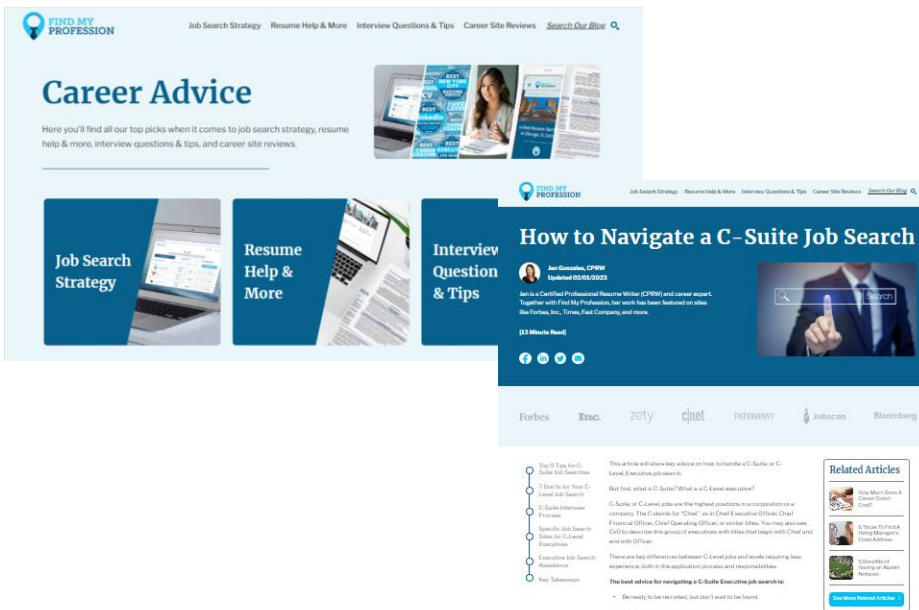 FIND MY
PROFESSION
Job Search Strategy Resume Help & More Interview Questions & Tips Career Site Reviews Search Our Blog
Career Advice
Here you'll find all our top picks when it comes to job search strategy, resume
help & more, interview questions & tips, and career site reviews.
BEST
NEW YORK
CITY
CV
BEST
LinkedIn
BEST
Job Search
Strategy
Resume
Help &
More
Interview
Question
& Tips
FIND MY
PROFESSION
Job Search Strategy Resume Help & More Interview Questions & Tips Career Site Reviews Search Our Blog
How to Navigate a C-Suite Job Search
Jen Gonzales, CPRW
Updated 02/01/2023
Jen is a Certified Professional Resume Writer (CPRW) and career expert.
Together with Find My Profession, her work has been featured on sites
like Forbes, Inc., Times, Fast Company, and more.
[13 Minute Read]
Search
Forbes Inc. zety c|net FAST COMPANY Jobscan Bloomberg
Top 9 Tips for C-
Suite Job Searches
7 Don'ts for Your C-
Level Job Search
C-Suite Interview
Process
Specific Job Search
Sites for C-Level
Executives
Executive Job Search
Assistance
Key Takeaways
This article will share key advice on how to handle a C-Suite, or C-
Level, Executive job search.
But first, what is C-Suite? What is a C-Level executive?
C-Suite, or C-Level, jobs are the highest positions in a corporation or a
company. The C stands for "Chief," as in Chief Executive Officer, Chief
Financial Officer, Chief Operating Officer, or similar titles. You may also see
CxO to describe this group of executives with titles that begin with Chief and
end with Officer.
There are key differences between C-Level jobs and levels requiring less
experience, both in the application process and responsibilities.
The best advice for navigating a C-Suite Executive job search is:
• Be ready to be recruited, but don't wait to be found.
Related Articles
How Much Does A
Career Coach
Cost?
6 Tricks To Find A
Hiring Manager's
Email Address
5 Benefits of
Having an Alumni
Network
See More Related Articles >